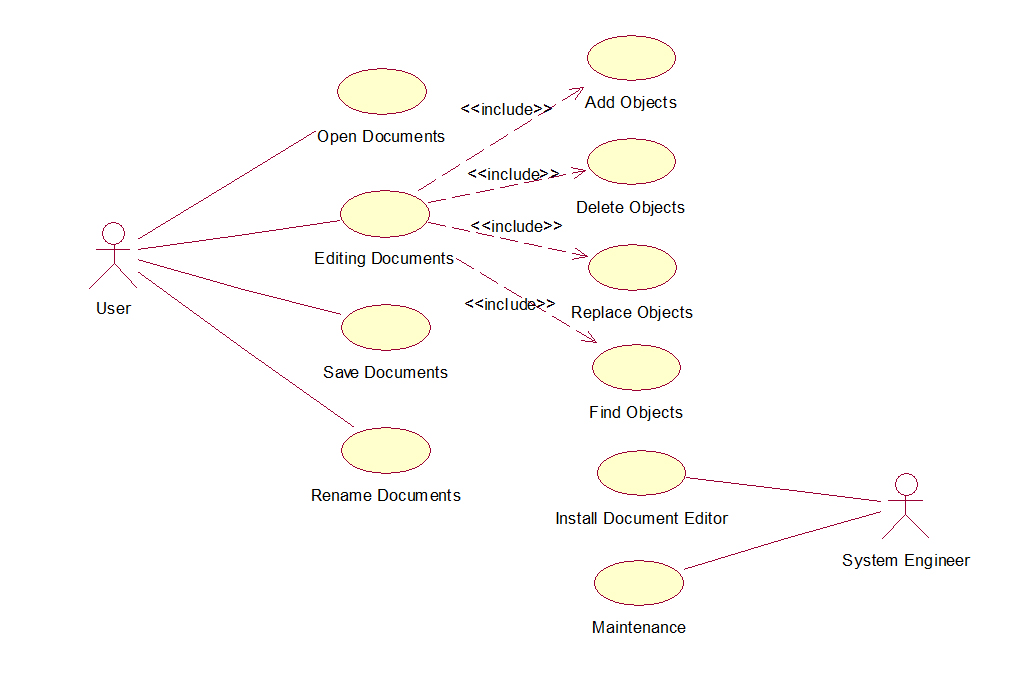 <<include>>
Add Objects
Open Documents
<<include>>
Delete Objects
<<include>>
Editing Documents
<<include>>
User
Replace Objects
Save Documents
Find Objects
Rename Documents
Install Document Editor
System Engineer
Maintenance